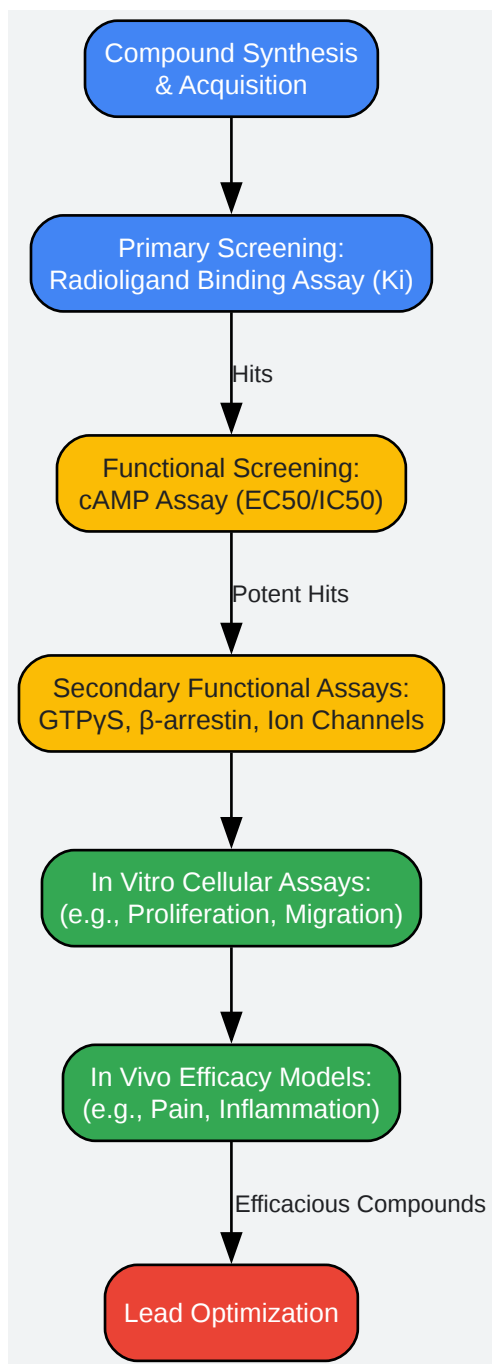 Compound Synthesis
& Acquisition
Primary Screening:
Radioligand Binding Assay (Ki)
Hits
Functional Screening:
cAMP Assay (EC50/IC50)
Potent Hits
Secondary Functional Assays:
GTPγS, β-arrestin, Ion Channels
In Vitro Cellular Assays:
(e.g., Proliferation, Migration)
In Vivo Efficacy Models:
(e.g., Pain, Inflammation)
Efficacious Compounds
Lead Optimization